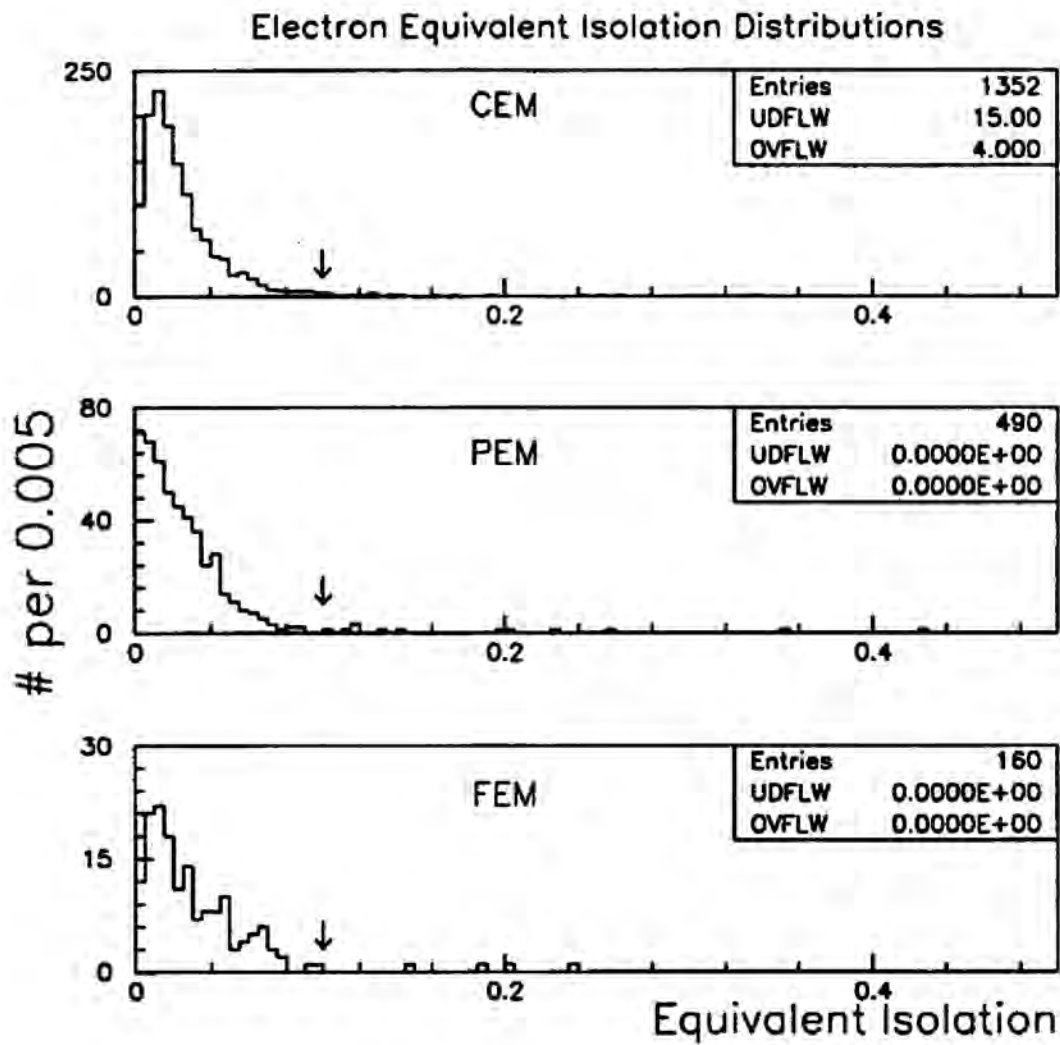 Electron Equivalent Isolation Distributions
250
0
CEM
Entries 1352
UDFLW 15.00
OVFLW 4.000
0 0.2 0.4
# per 0.005
80
40
0
PEM
Entries 490
UDFLW 0.0000E+00
OVFLW 0.0000E+00
0 0.2 0.4
30
15
0
FEM
Entries 160
UDFLW 0.0000E+00
OVFLW 0.0000E+00
0 0.2 0.4
Equivalent Isolation